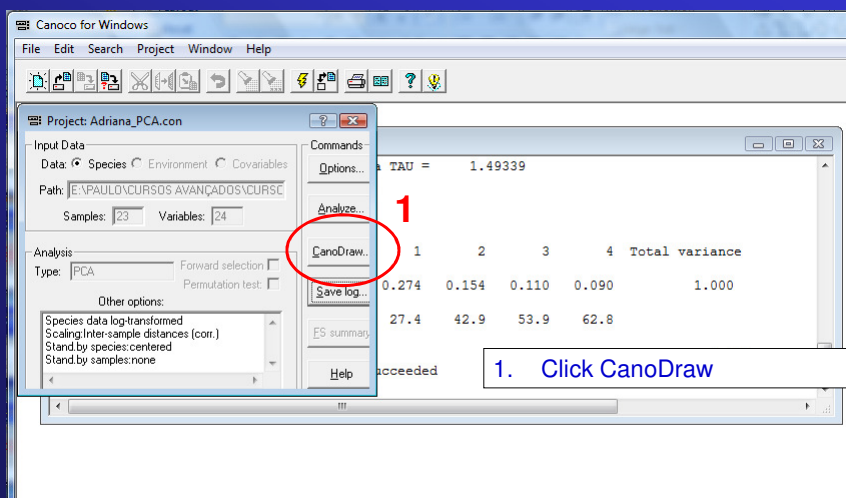 Canoco for Windows
File Edit Search Project Window Help
Project: Adriana_PCA.con
Input Data
Data: Species Environment Covariables
Path: E:\PAULO\CURSOS AVANÇADOS\CURSC
Samples: 23 Variables: 24
Analysis
Type: PCA Forward selection
Permutation test:
Other options:
Species data log-transformed
Scaling:Inter-sample distances (corr.)
Stand.by species:centered
Stand.by samples:none
Commands
Options...
Analyze...
CanoDraw..
Save log...
FS summary
Help
1
TAU = 1.49339
1 2 3 4 Total variance
0.274 0.154 0.110 0.090 1.000
27.4 42.9 53.9 62.8
ucceeded
1. Click CanoDraw